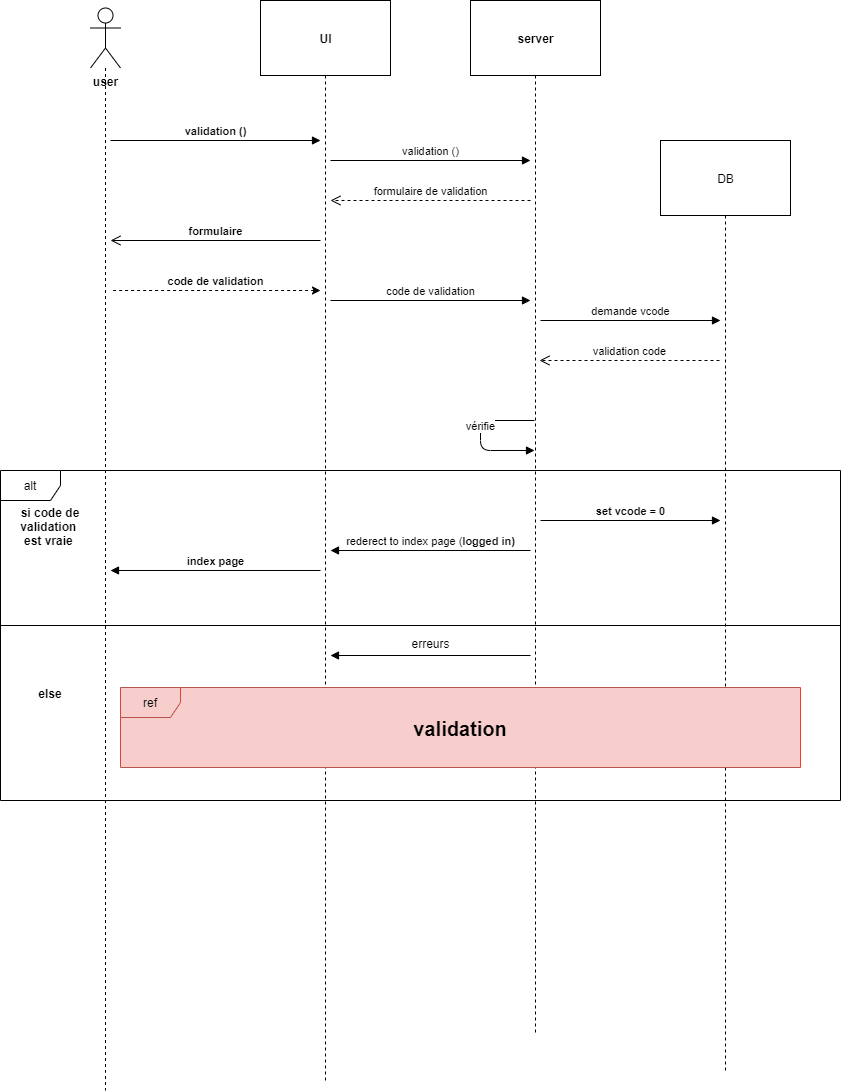 UI
server
user
validation ()
validation ()
DB
formulaire de validation
formulaire
code de validation
code de validation
demande vcode
validation code
vérifie
alt
si code de
validation
est vraie
set vcode = 0
rederect to index page (logged in)
index page
erreurs
else
ref
validation